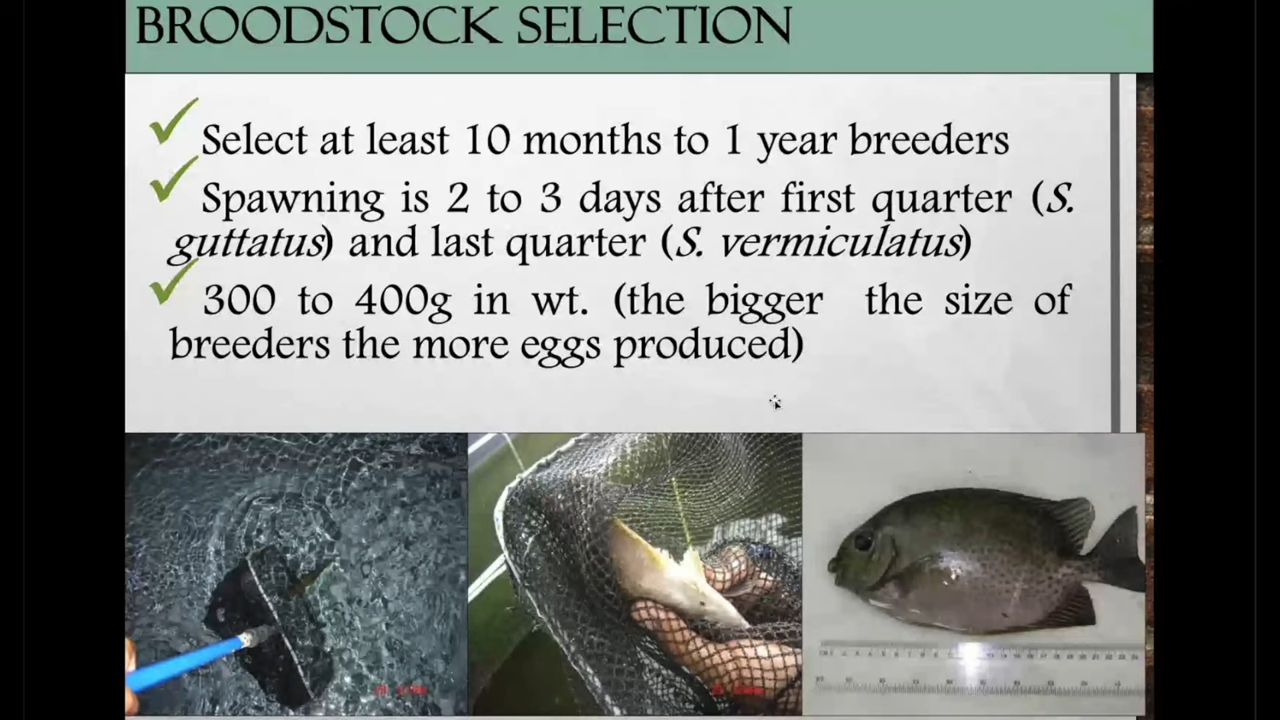 BROODSTOCK SELECTION
Select at least 10 months to 1 year breeders
Spawning is 2 to 3 days after first quarter (S.
guttatus) and last quarter (S. vermiculatus)
300 to 400g in wt. (the bigger the size of
breeders the more eggs produced)